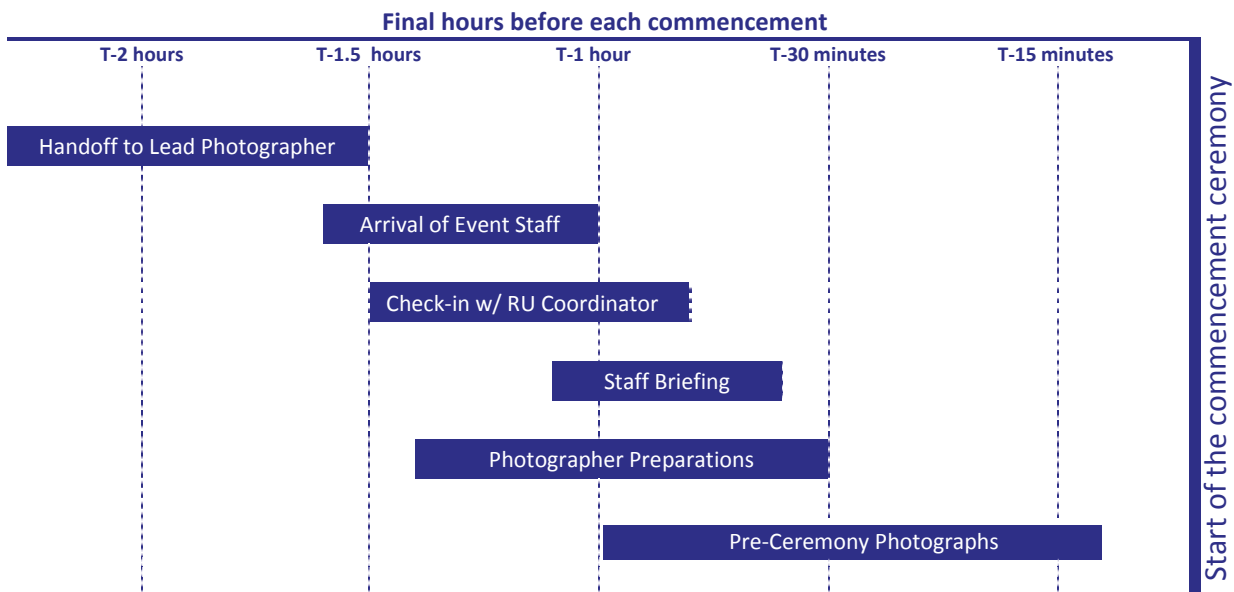 Final hours before each commencement
T-2 hours
T-1.5 hours
T-1 hour
T-30 minutes
T-15 minutes
Handoff to Lead Photographer
Arrival of Event Staff
Check-in w/ RU Coordinator
Staff Briefing
Photographer Preparations
Pre-Ceremony Photographs
Start of the commencement ceremony